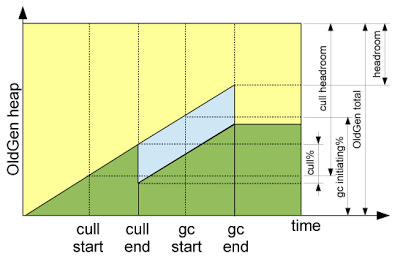 OldGen heap
cull
start
cull
end
gc
start
gc
end
time
cull%
cull headroom
gc initiating%
OldGen total
headroom